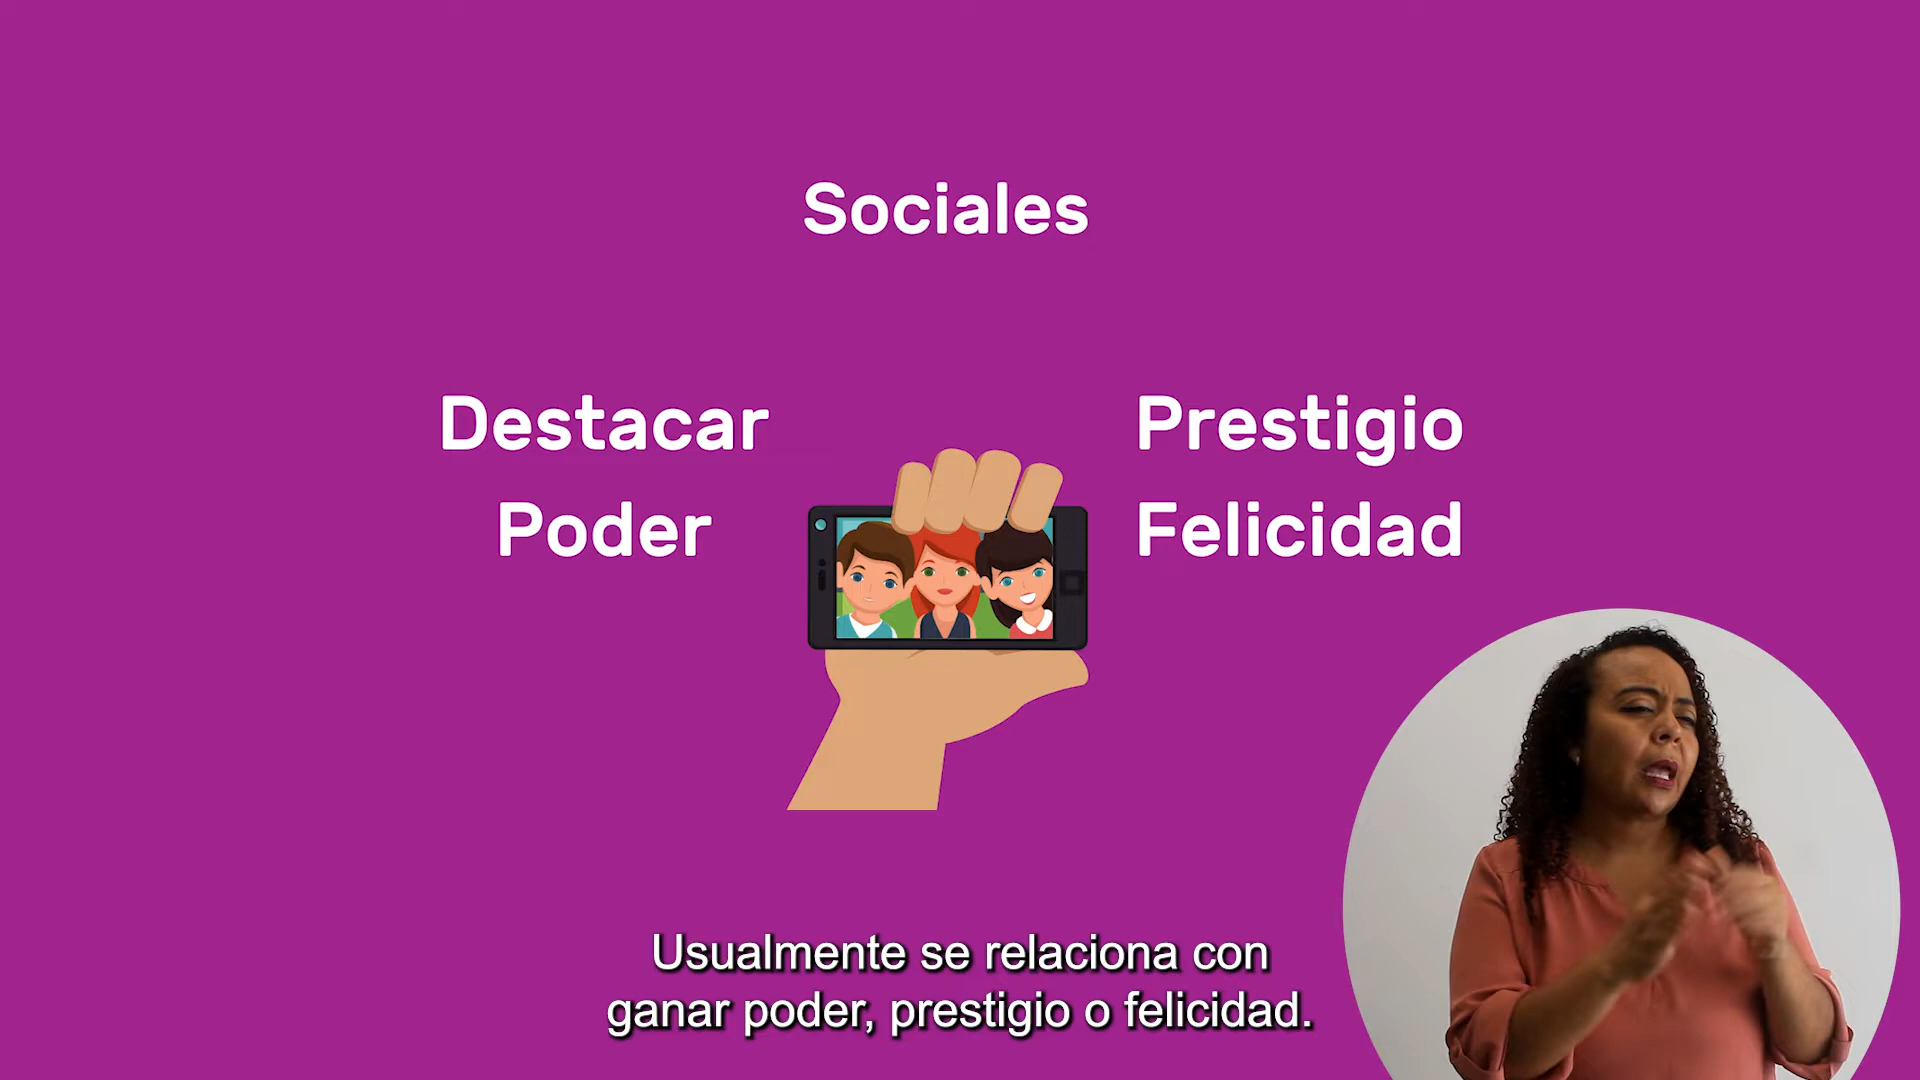 Sociales
Destacar
Poder
Prestigio
Felicidad
Usualmente se relaciona con
ganar poder, prestigio o felicidad.